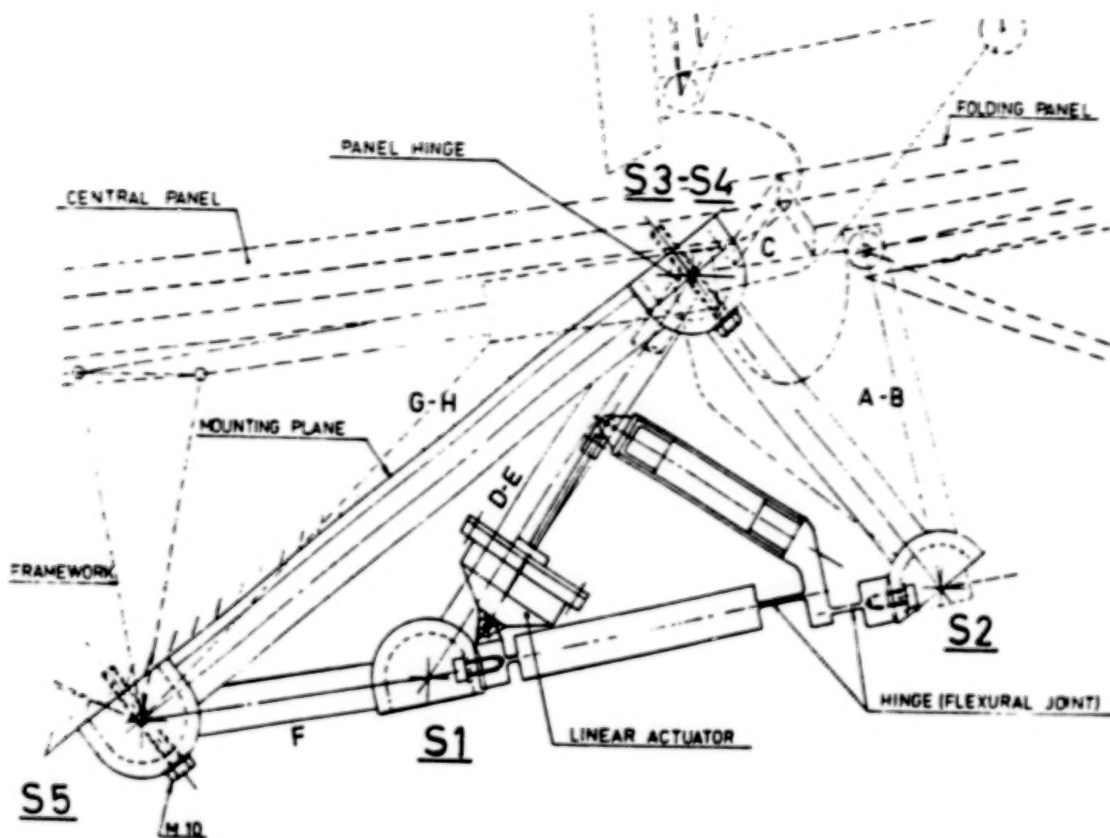 FOLDING PANEL
PANEL HINGE
S3-S4
CENTRAL PANEL
C
G-H
A-B
MOUNTING PLANE
D-E
FRAMEWORK
S2
HINGE (FLEXURAL JOINT)
F
S1
LINEAR ACTUATOR
S5
M 10